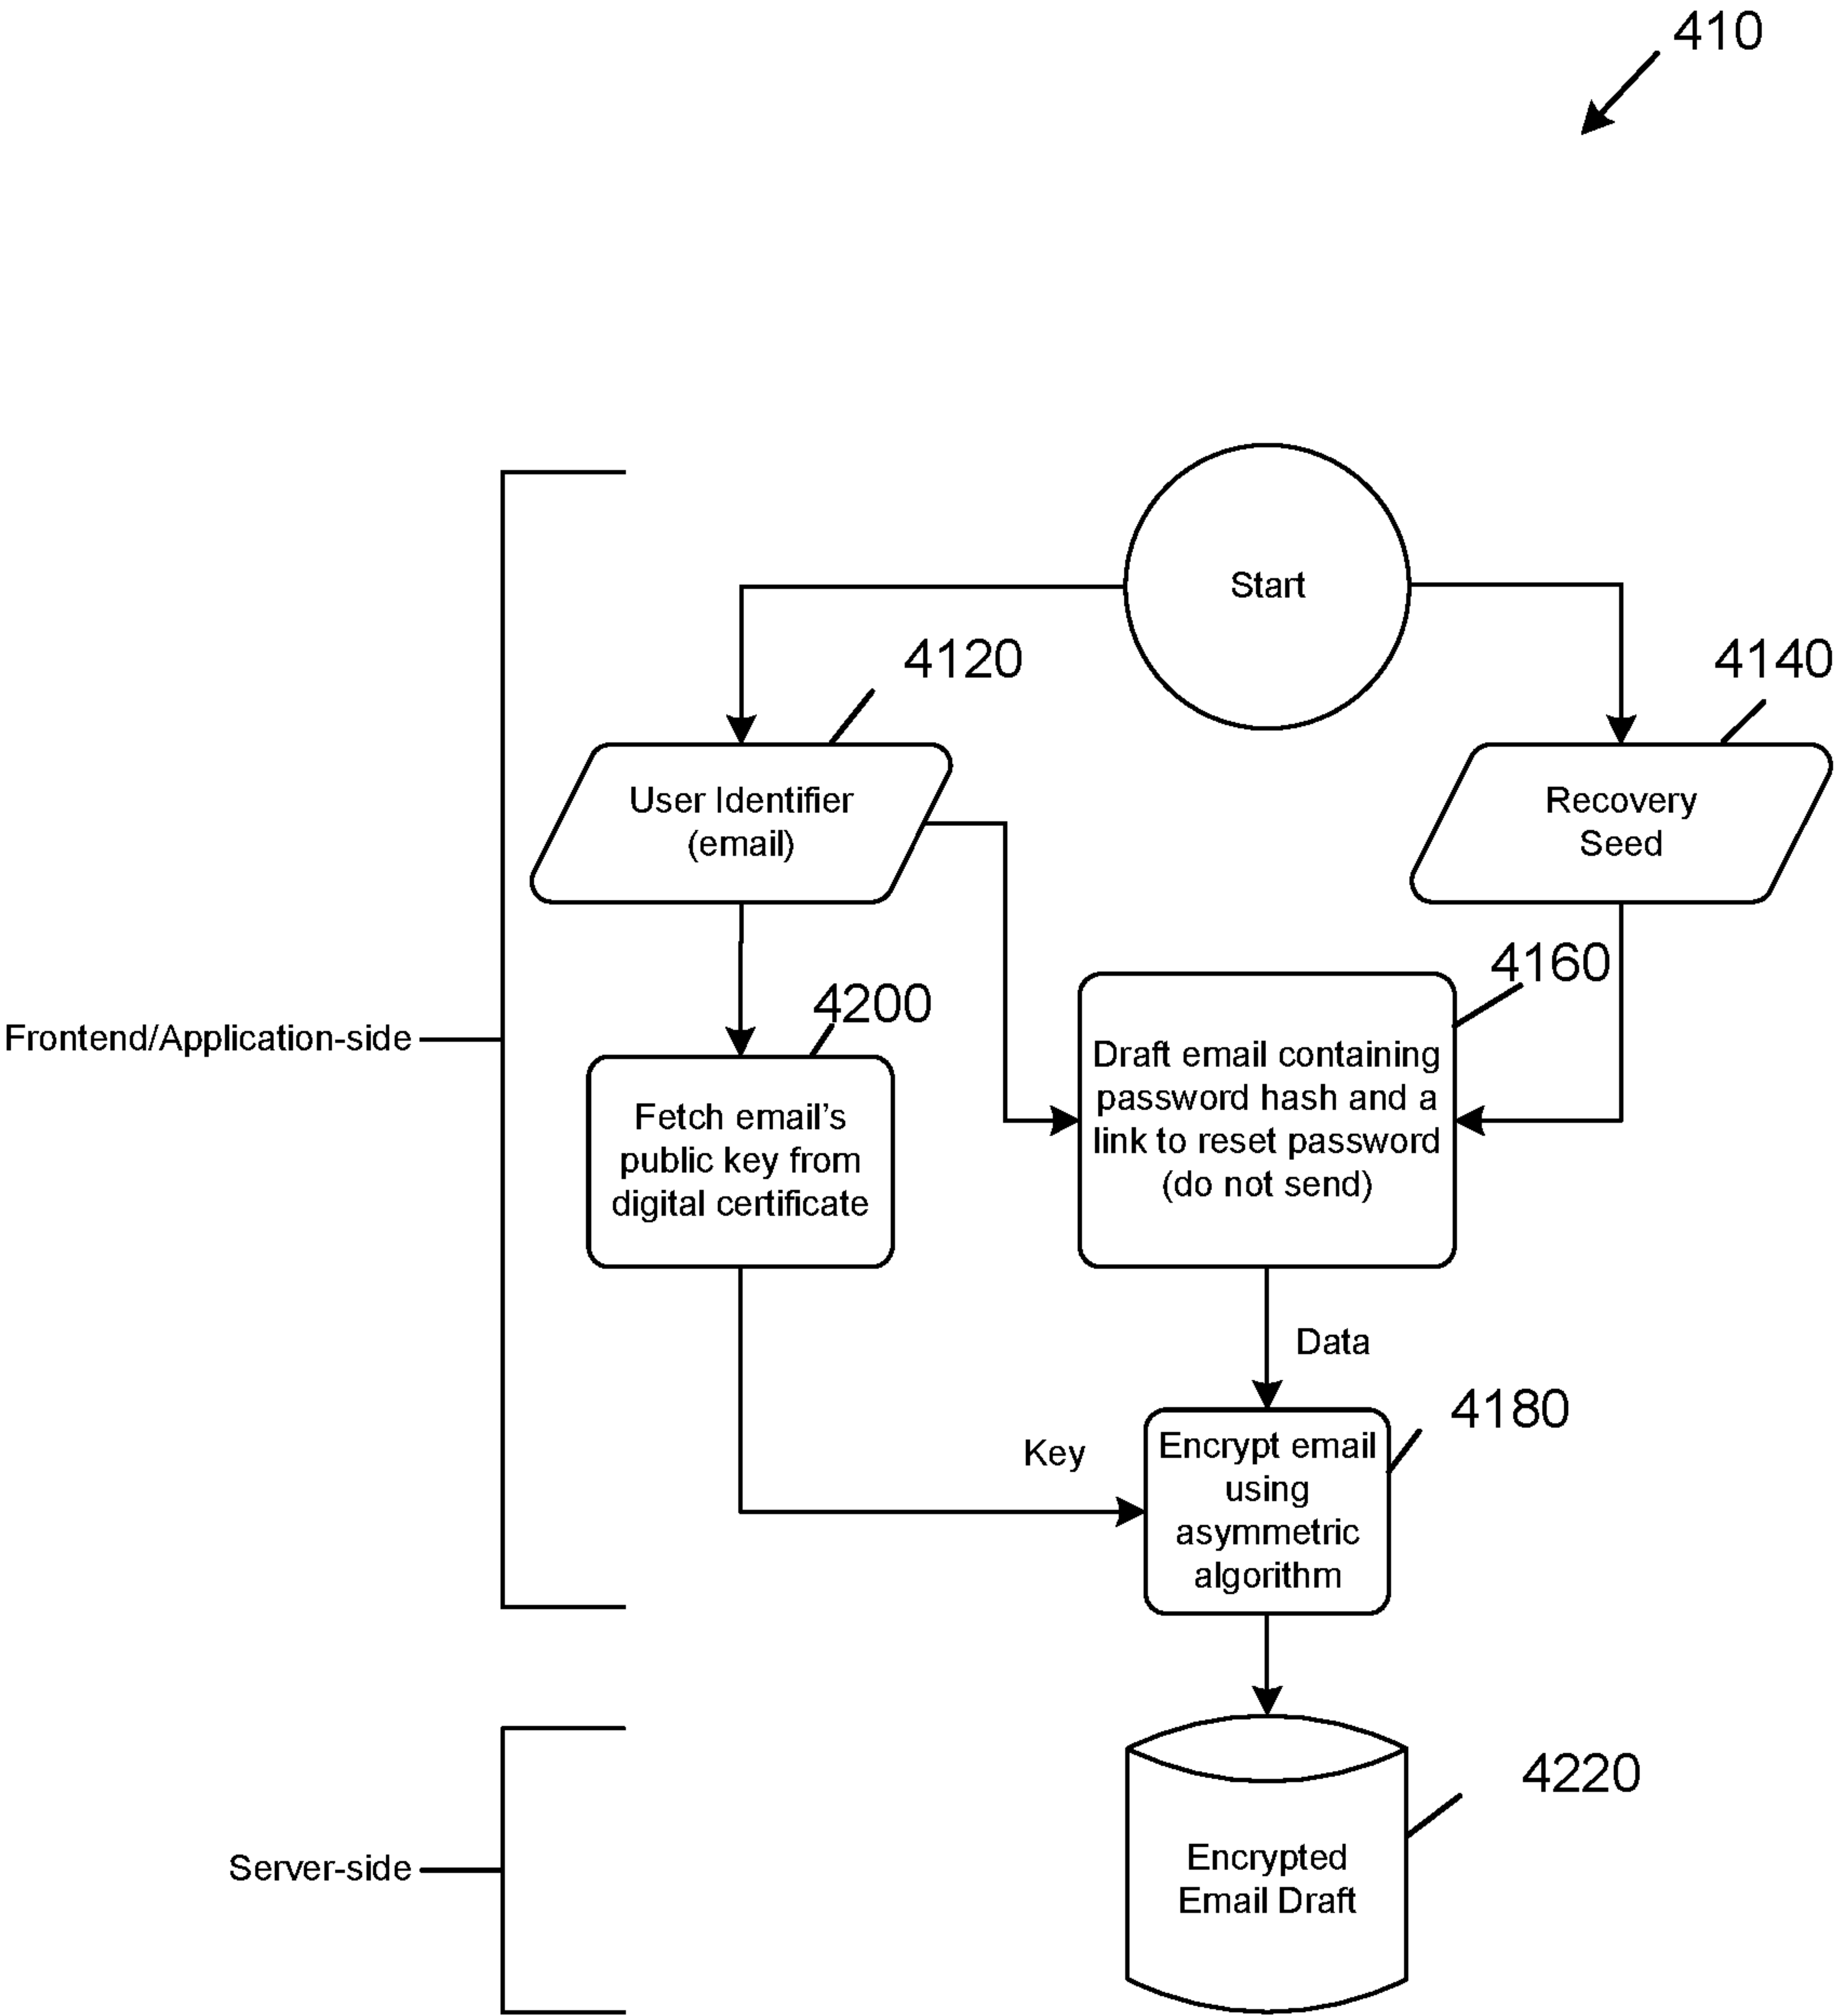 410
Start
4120
4140
User Identifier
(email)
Recovery
Seed
4160
4200
Frontend/Application-side
Draft email containing
password hash and a
link to reset password
(do not send)
Fetch email’s
public key from
digital certificate
Data
4180
Key
Encrypt email
using
asymmetric
algorithm
4220
Server-side
Encrypted
Email Draft